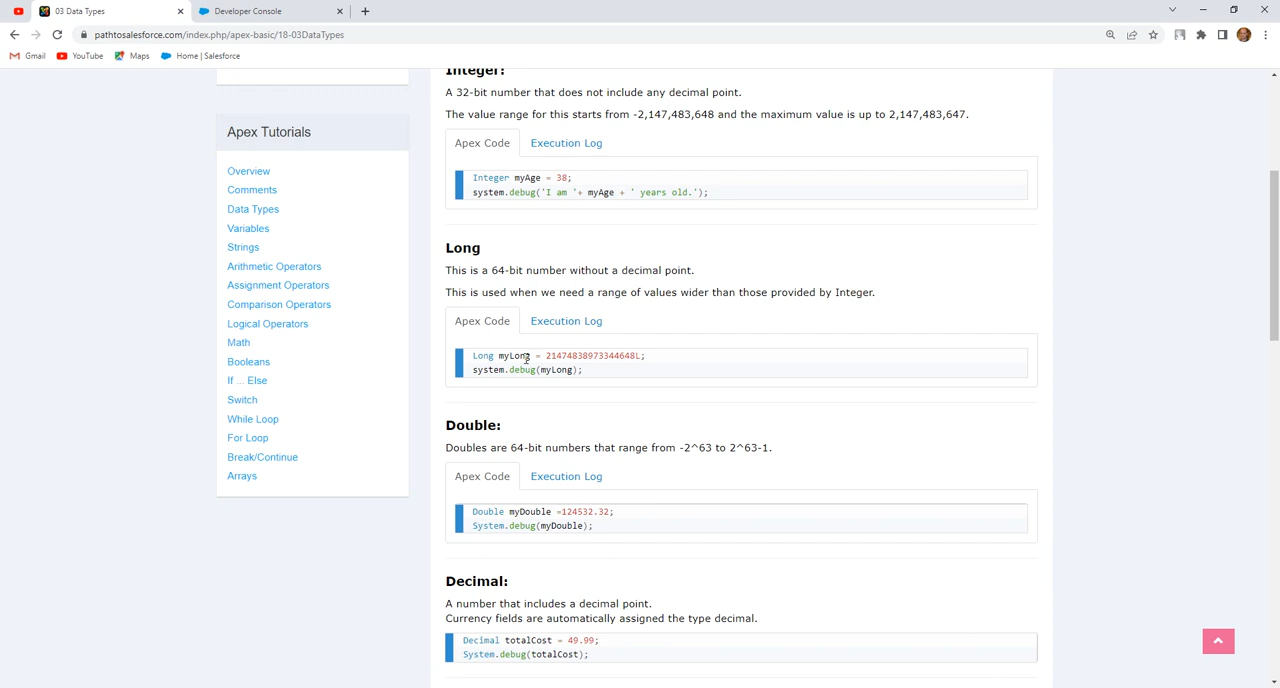 03 Data Types
Developer Console
pathtosalesforce.com/index.php/apex-basic/18-03DataTypes
Gmail
YouTube
Maps
Home | Salesforce
Integer:
A 32-bit number that does not include any decimal point.
The value range for this starts from -2,147,483,648 and the maximum value is up to 2,147,483,647.
Apex Code
Execution Log
Integer myAge = 38;
system.debug('I am '+ myAge + ' years old.');
Apex Tutorials
Overview
Comments
Data Types
Variables
Strings
Arithmetic Operators
Assignment Operators
Comparison Operators
Logical Operators
Math
Booleans
If ... Else
Switch
While Loop
For Loop
Break/Continue
Arrays
Long
This is a 64-bit number without a decimal point.
This is used when we need a range of values wider than those provided by Integer.
Apex Code
Execution Log
Long myLong = 21474838973344648L;
system.debug(myLong);
Double:
Doubles are 64-bit numbers that range from -2^63 to 2^63-1.
Apex Code
Execution Log
Double myDouble =124532.32;
System.debug(myDouble);
Decimal:
A number that includes a decimal point.
Currency fields are automatically assigned the type decimal.
Decimal totalCost = 49.99;
System.debug(totalCost);